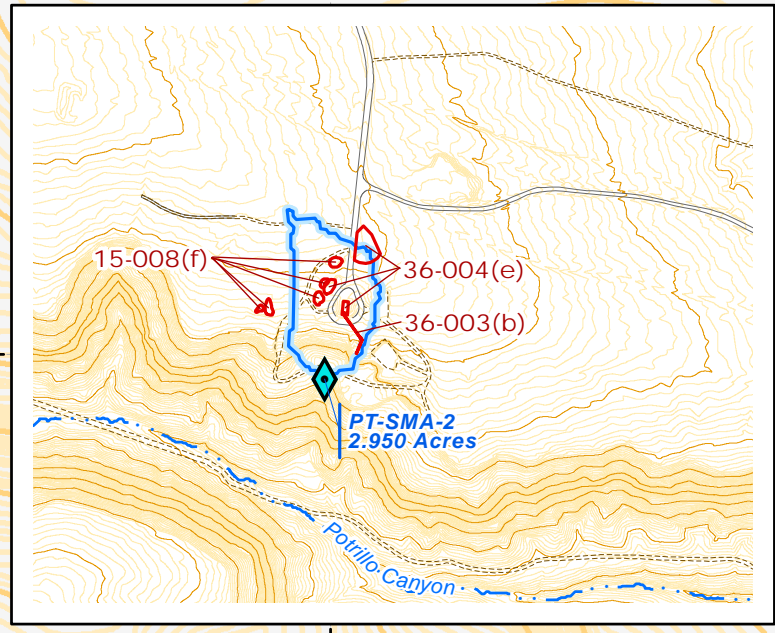 15-008(f)
36-004(e)
36-003(b)
PT-SMA-2
2.950 Acres
Potrillo Canyon